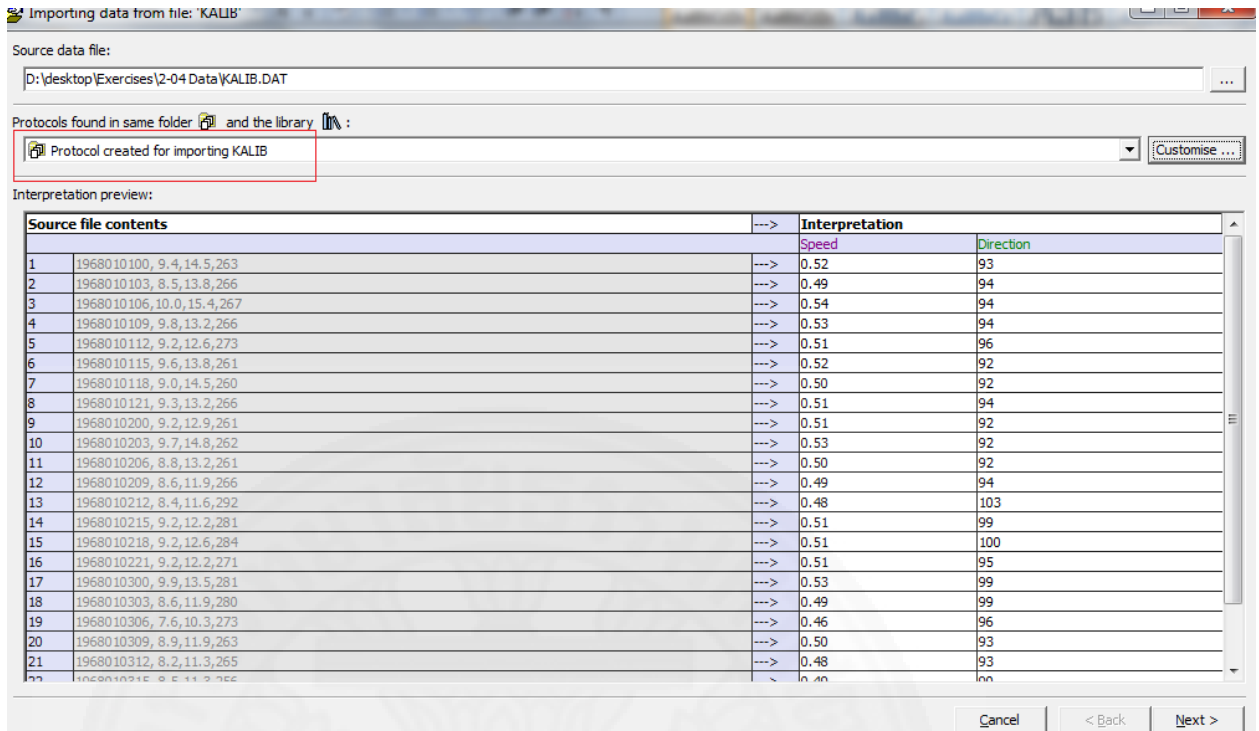 Importing data from file: 'KALIB'
Source data file:
D:\desktop\Exercises\2-04 Data\KALIB.DAT
...
Protocols found in same folder and the library :
Protocol created for importing KALIB
Customise ...
Interpretation preview:
Source file contents ---> Interpretation
Speed Direction
1 1968010100, 9.4,14.5,263 ---> 0.52 93
2 1968010103, 8.5,13.8,266 ---> 0.49 94
3 1968010106,10.0,15.4,267 ---> 0.54 94
4 1968010109, 9.8,13.2,266 ---> 0.53 94
5 1968010112, 9.2,12.6,273 ---> 0.51 96
6 1968010115, 9.6,13.8,261 ---> 0.52 92
7 1968010118, 9.0,14.5,260 ---> 0.50 92
8 1968010121, 9.3,13.2,266 ---> 0.51 94
9 1968010200, 9.2,12.9,261 ---> 0.51 92
10 1968010203, 9.7,14.8,262 ---> 0.53 92
11 1968010206, 8.8,13.2,261 ---> 0.50 92
12 1968010209, 8.6,11.9,266 ---> 0.49 94
13 1968010212, 8.4,11.6,292 ---> 0.48 103
14 1968010215, 9.2,12.2,281 ---> 0.51 99
15 1968010218, 9.2,12.6,284 ---> 0.51 100
16 1968010221, 9.2,12.2,271 ---> 0.51 95
17 1968010300, 9.9,13.5,281 ---> 0.53 99
18 1968010303, 8.6,11.9,280 ---> 0.49 99
19 1968010306, 7.6,10.3,273 ---> 0.46 96
20 1968010309, 8.9,11.9,263 ---> 0.50 93
21 1968010312, 8.2,11.3,265 ---> 0.48 93
Cancel < Back Next >